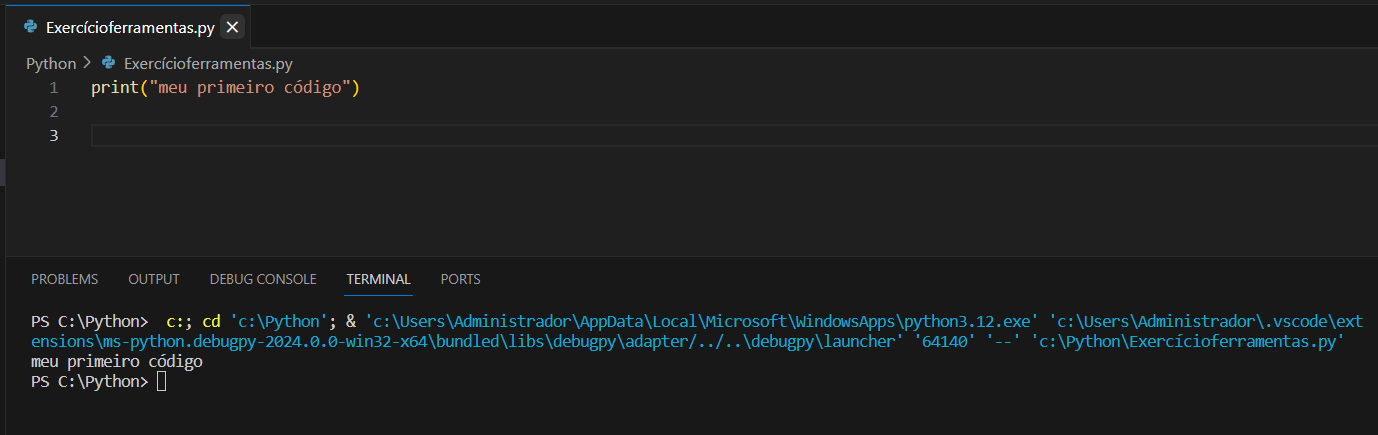 Exercícioferramentas.py
Python > Exercícioferramentas.py
1 print("meu primeiro código")
2
3
PROBLEMS OUTPUT DEBUG CONSOLE TERMINAL PORTS
PS C:\Python>  c:; cd 'c:\Python'; & 'c:\Users\Administrador\AppData\Local\Microsoft\WindowsApps\python3.12.exe' 'c:\Users\Administrador\.vscode\ext
ensions\ms-python.debugpy-2024.0.0-win32-x64\bundled\libs\debugpy\adapter/../..\debugpy\launcher' '64140' '--' 'c:\Python\Exercícioferramentas.py'
meu primeiro código
PS C:\Python>